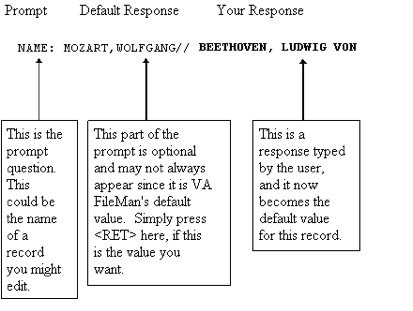 Prompt Default Response Your Response
NAME: MOZART,WOLFGANG// BEETHOVEN, LUDWIG VON
This is the
prompt
question.
This
could be
the name
of a
record
you might
edit.
This part of the
prompt is optional
and may not always
appear since it is VA
FileMan's default
value. Simply press
<RET> here, if this
is the value you
want.
This is a
response typed
by the user,
and it now
becomes the
default value
for this record.